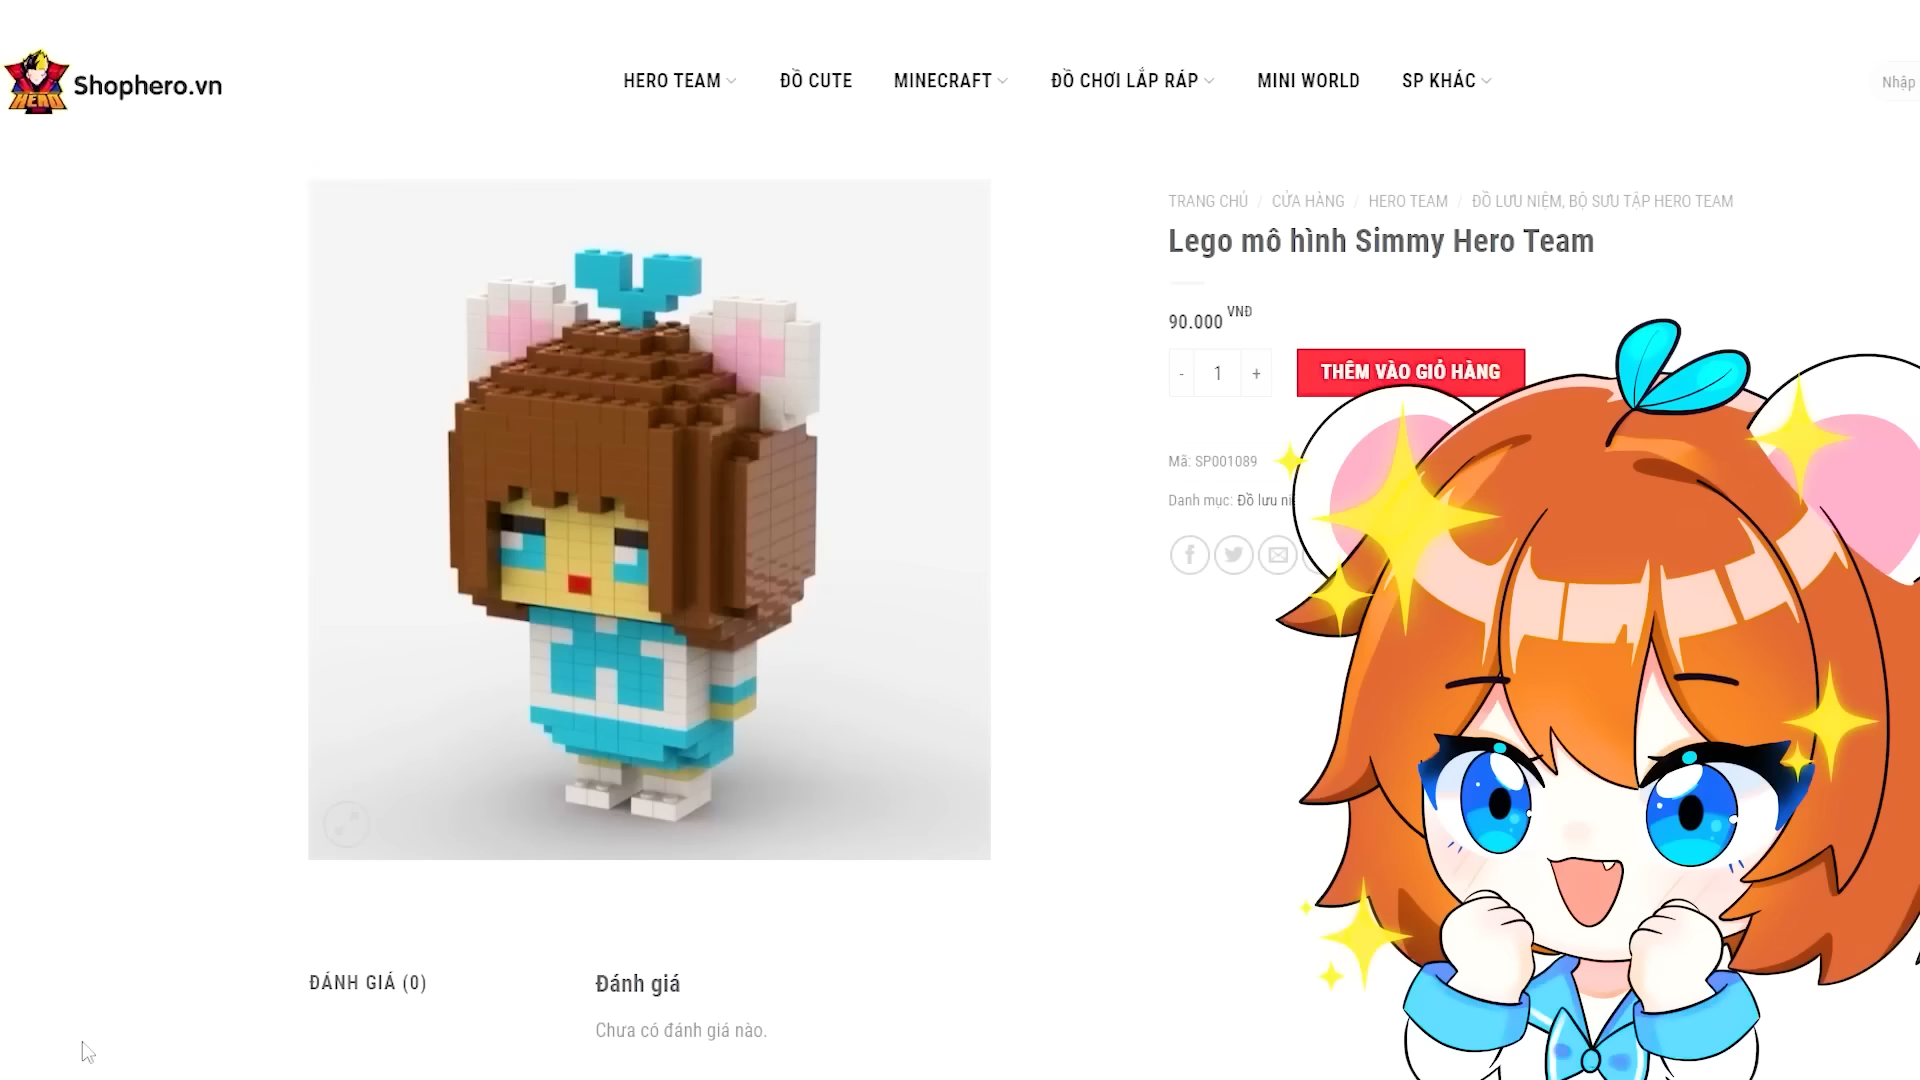 HERO
Shophero.vn
HERO TEAM
ĐỒ CUTE
MINECRAFT
ĐỒ CHƠI LẮP RÁP
MINI WORLD
SP KHÁC
Nhập
TRANG CHỦ / CỬA HÀNG / HERO TEAM / ĐỒ LƯU NIỆM, BỘ SƯU TẬP HERO TEAM
Lego mô hình Simmy Hero Team
90.000 VNĐ
- 1 +
THÊM VÀO GIỎ HÀNG
Mã: SP001089
Danh mục: Đồ lưu ni
ĐÁNH GIÁ (0)
Đánh giá
Chưa có đánh giá nào.